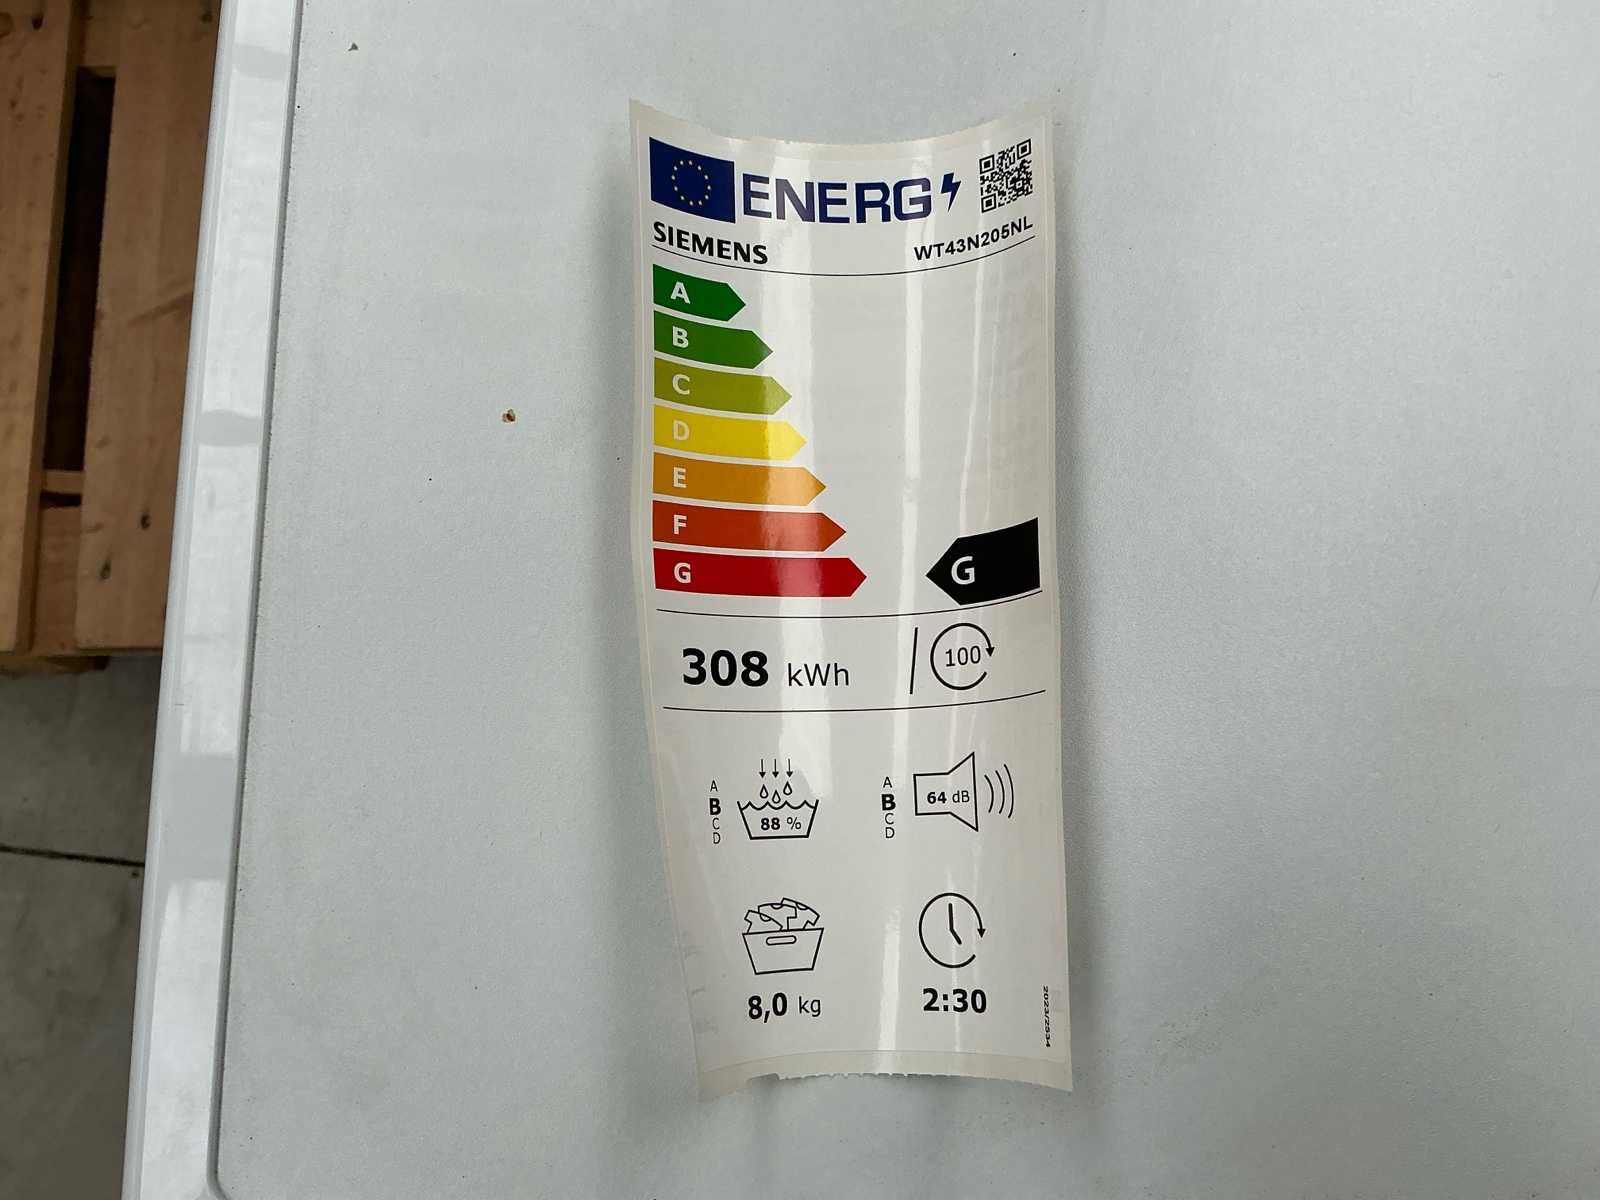 ENERG
SIEMENS
WT43N205NL
A
B
C
D
E
F
G
G
308 kWh
/ 100
A
B
C
D
88 %
A
B
C
D
64 dB
8,0 kg
2:30
2023/2534